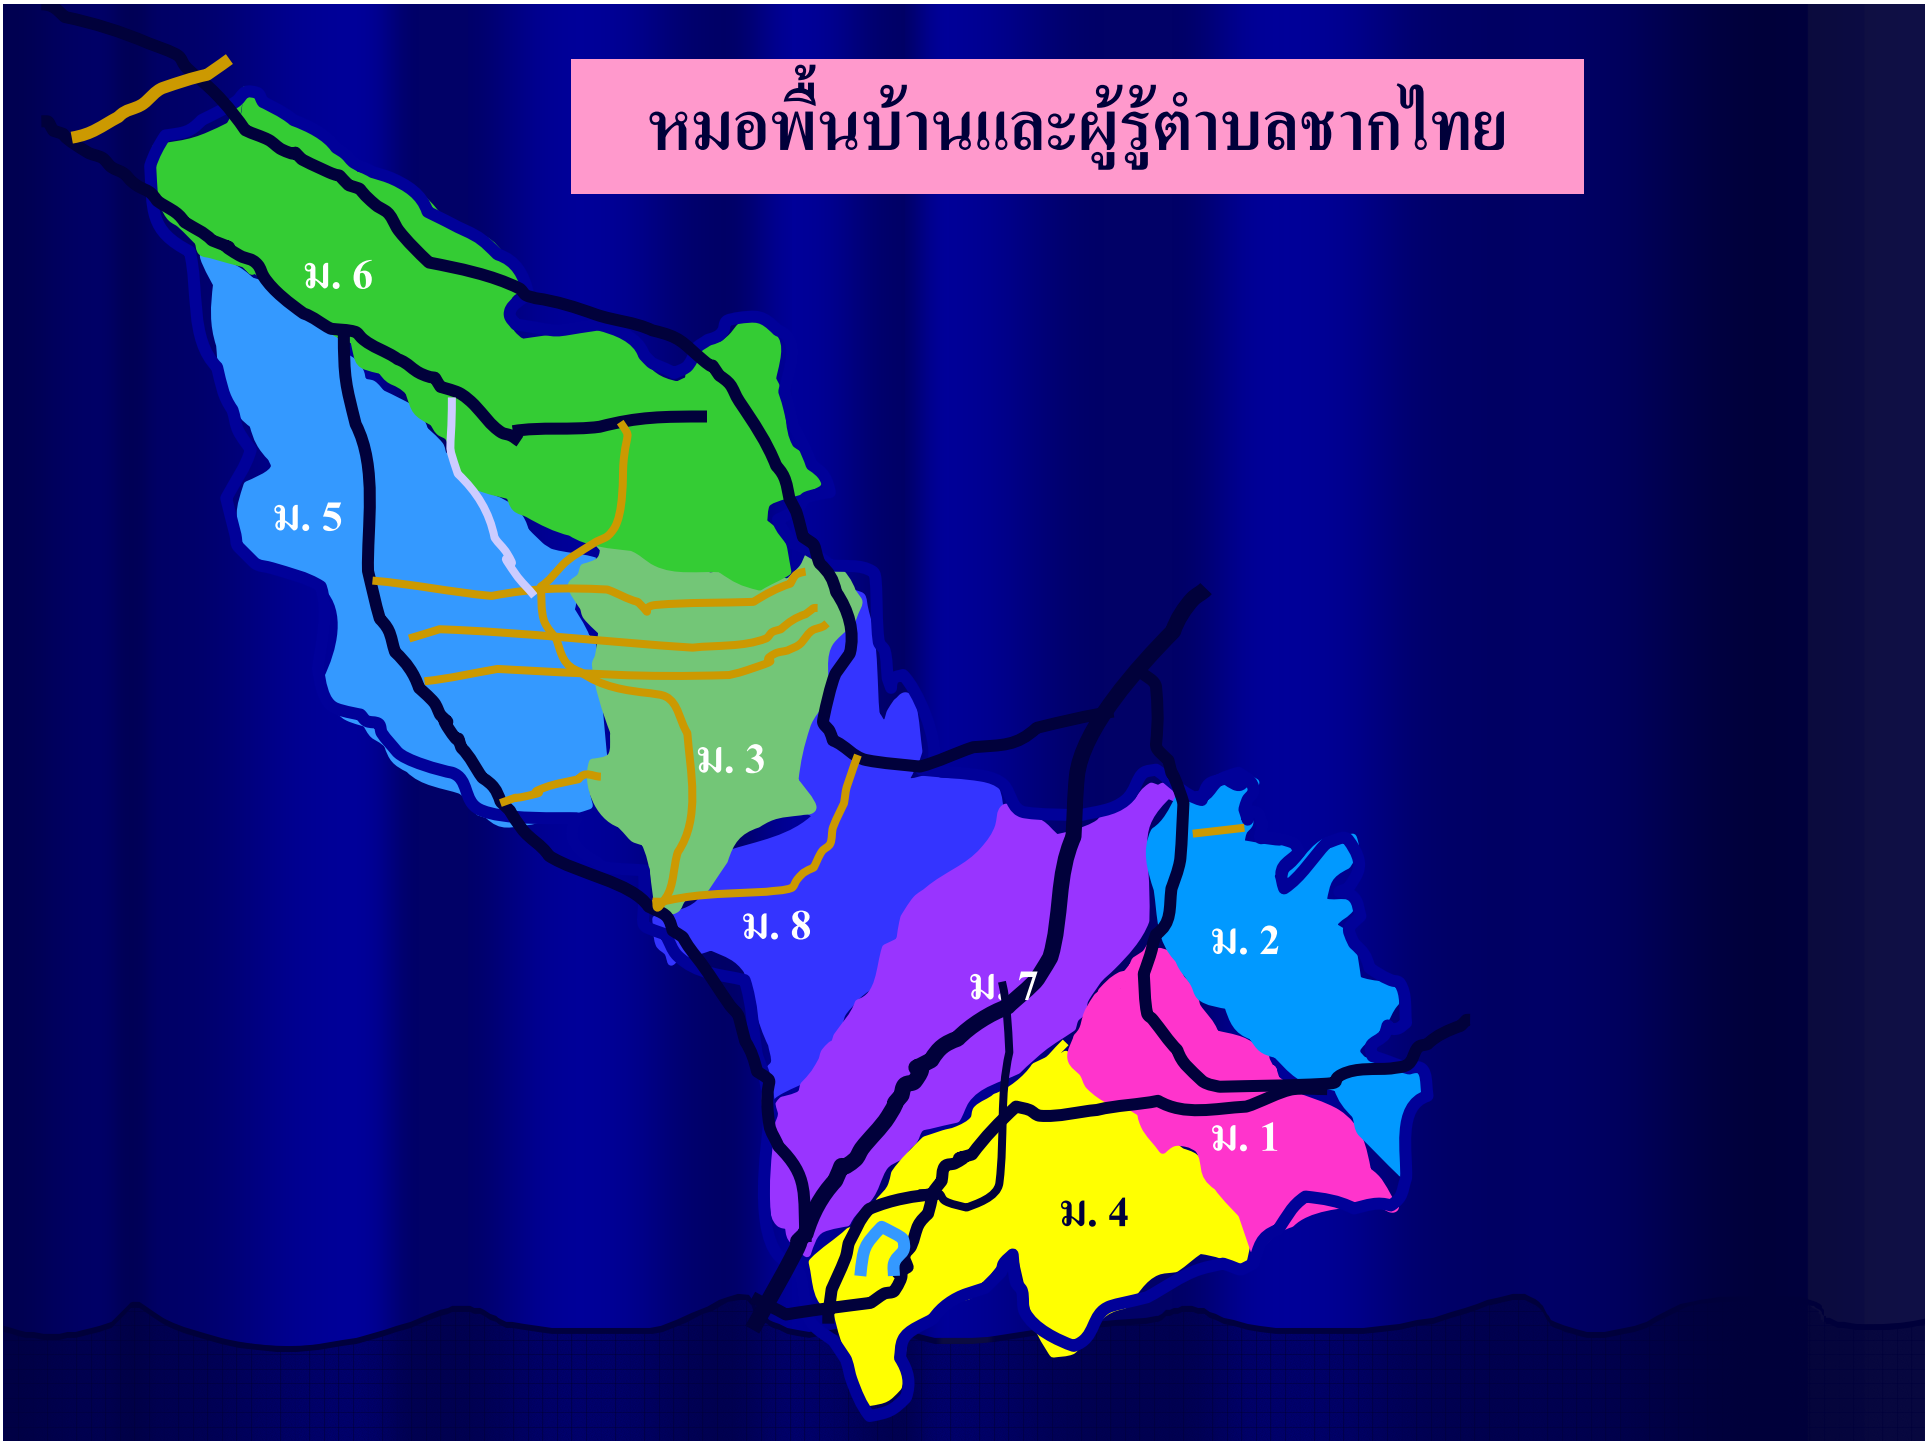 หมอพื้นบ้านและผู้รู้ตำบลชากไทย
ม. 6
ม. 5
ม. 3
ม. 8
ม. 2
ม. 7
ม. 1
ม. 4